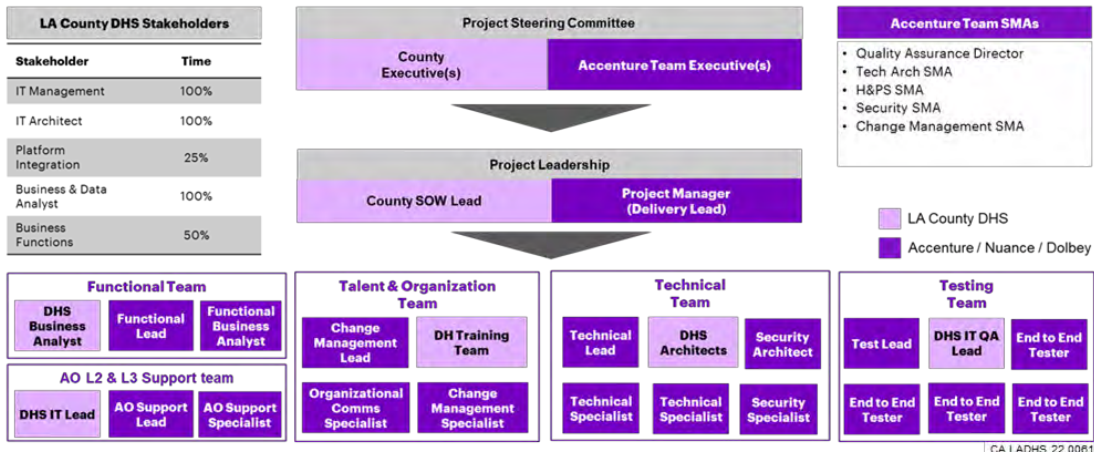 LA County DHS Stakeholders
Stakeholder Time
IT Management 100%
IT Architect 100%
Platform
Integration 25%
Business & Data
Analyst 100%
Business
Functions 50%
Project Steering Committee
County
Executive(s)
Accenture Team Executive(s)
Project Leadership
County SOW Lead
Project Manager
(Delivery Lead)
Accenture Team SMAs
• Quality Assurance Director
• Tech Arch SMA
• H&PS SMA
• Security SMA
• Change Management SMA
LA County DHS
Accenture / Nuance / Dolbey
Functional Team
DHS
Business
Analyst
Functional
Lead
Functional
Business
Analyst
AO L2 & L3 Support team
DHS IT Lead
AO Support
Lead
AO Support
Specialist
Talent & Organization
Team
Change
Management
Lead
DH Training
Team
Organizational
Comms
Specialist
Change
Management
Specialist
Technical
Team
Technical
Lead
DHS
Architects
Security
Architect
Technical
Specialist
Technical
Specialist
Security
Specialist
Testing
Team
Test Lead
DHS IT QA
Lead
End to End
Tester
End to End
Tester
End to End
Tester
End to End
Tester
CA LADHS_22.0061